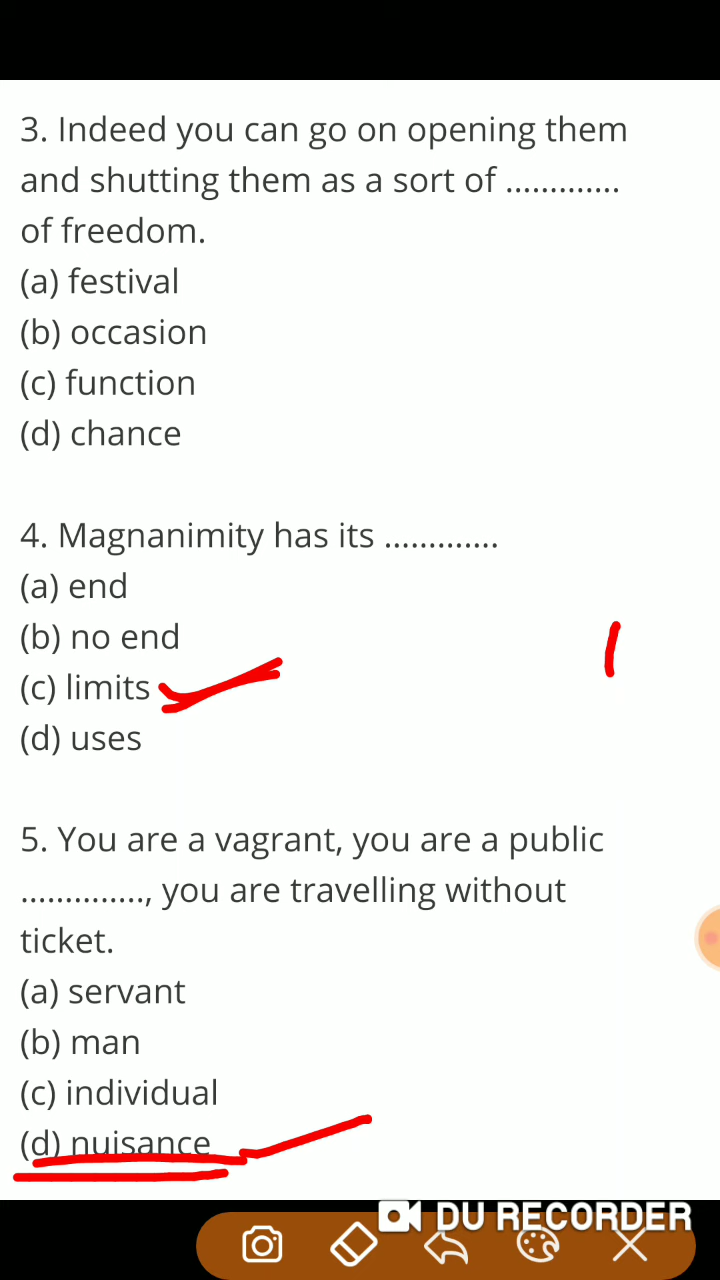 3. Indeed you can go on opening them
and shutting them as a sort of .............
of freedom.
(a) festival
(b) occasion
(c) function
(d) chance
4. Magnanimity has its .............
(a) end
(b) no end
(c) limits
(d) uses
5. You are a vagrant, you are a public
.............., you are travelling without
ticket.
(a) servant
(b) man
(c) individual
(d) nuisance
DU RECORDER